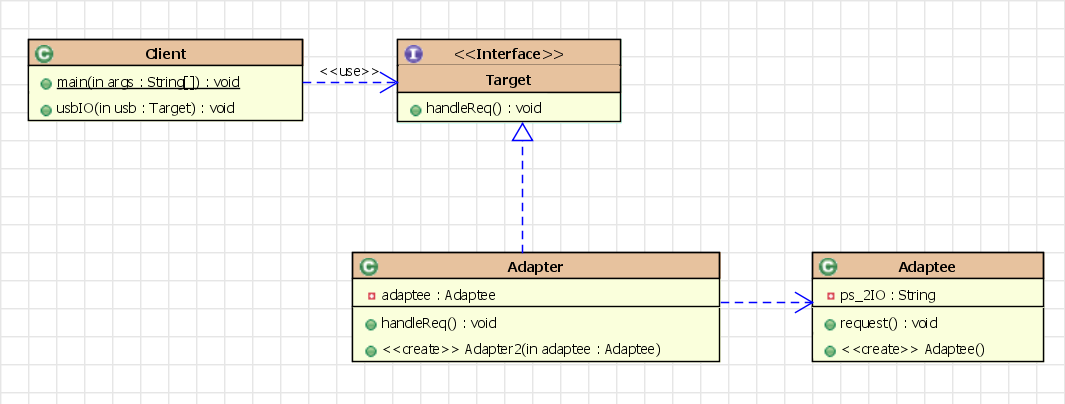 C Client
main(in args : String[]) : void
usbIO(in usb : Target) : void
<<use>>
I <<Interface>>
Target
handleReq() : void
C Adapter
adaptee : Adaptee
handleReq() : void
<<create>> Adapter2(in adaptee : Adaptee)
C Adaptee
ps_2IO : String
request() : void
<<create>> Adaptee()